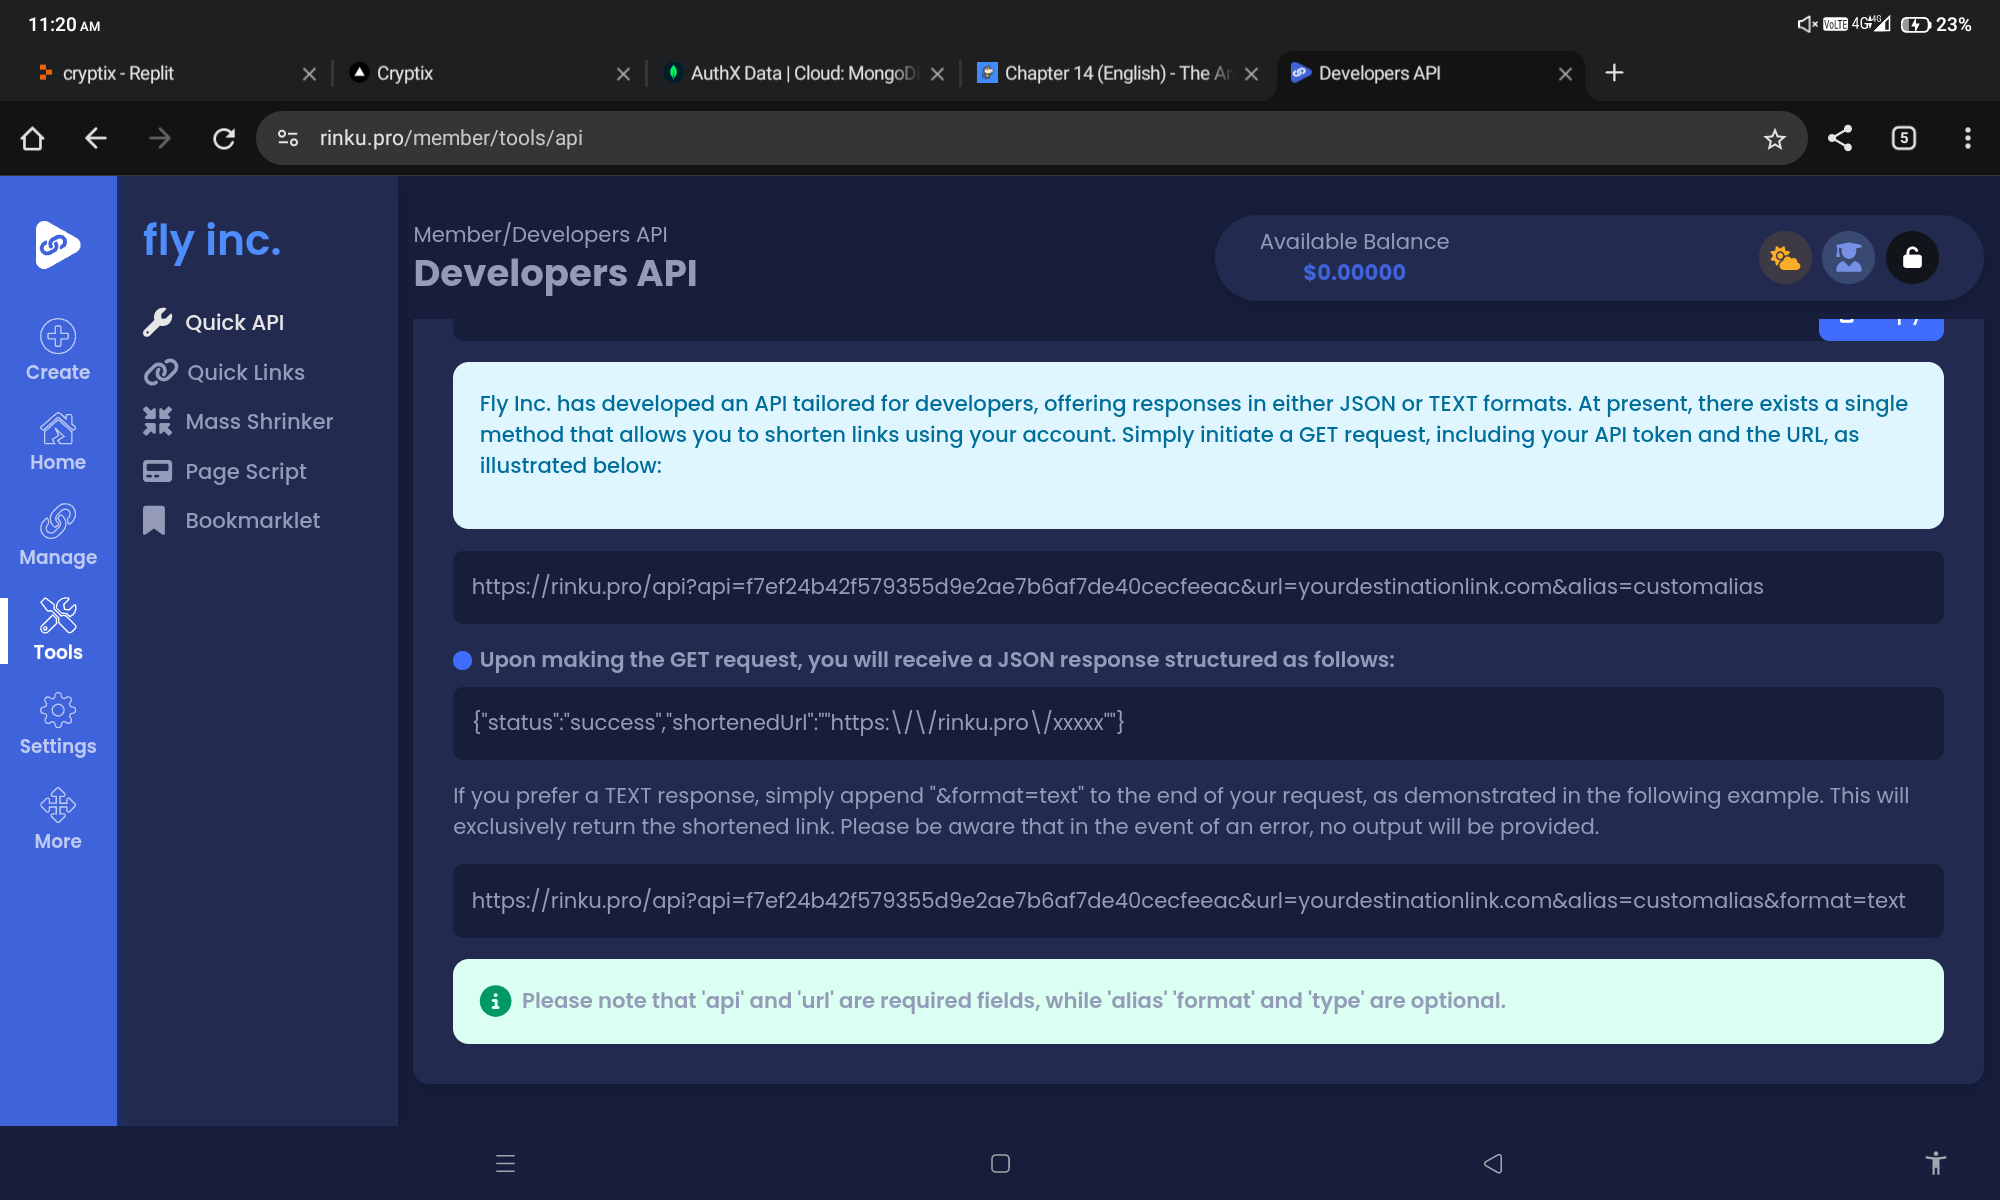 11:20 AM
VoLTE 4G 4G 23%
cryptix - Replit
Cryptix
AuthX Data | Cloud: MongoD
Chapter 14 (English) - The Ar
Developers API
rinku.pro/member/tools/api
5
fly inc.
Create
Home
Manage
Tools
Settings
More
Quick API
Quick Links
Mass Shrinker
Page Script
Bookmarklet
Member/Developers API
Developers API
Available Balance
$0.00000
Fly Inc. has developed an API tailored for developers, offering responses in either JSON or TEXT formats. At present, there exists a single
method that allows you to shorten links using your account. Simply initiate a GET request, including your API token and the URL, as
illustrated below:
https://rinku.pro/api?api=f7ef24b42f579355d9e2ae7b6af7de40cecfeeac&url=yourdestinationlink.com&alias=customalias
Upon making the GET request, you will receive a JSON response structured as follows:
{"status":"success","shortenedUrl":""https:\/\/rinku.pro\/xxxxx""}
If you prefer a TEXT response, simply append "&format=text" to the end of your request, as demonstrated in the following example. This will
exclusively return the shortened link. Please be aware that in the event of an error, no output will be provided.
https://rinku.pro/api?api=f7ef24b42f579355d9e2ae7b6af7de40cecfeeac&url=yourdestinationlink.com&alias=customalias&format=text
Please note that 'api' and 'url' are required fields, while 'alias' 'format' and 'type' are optional.